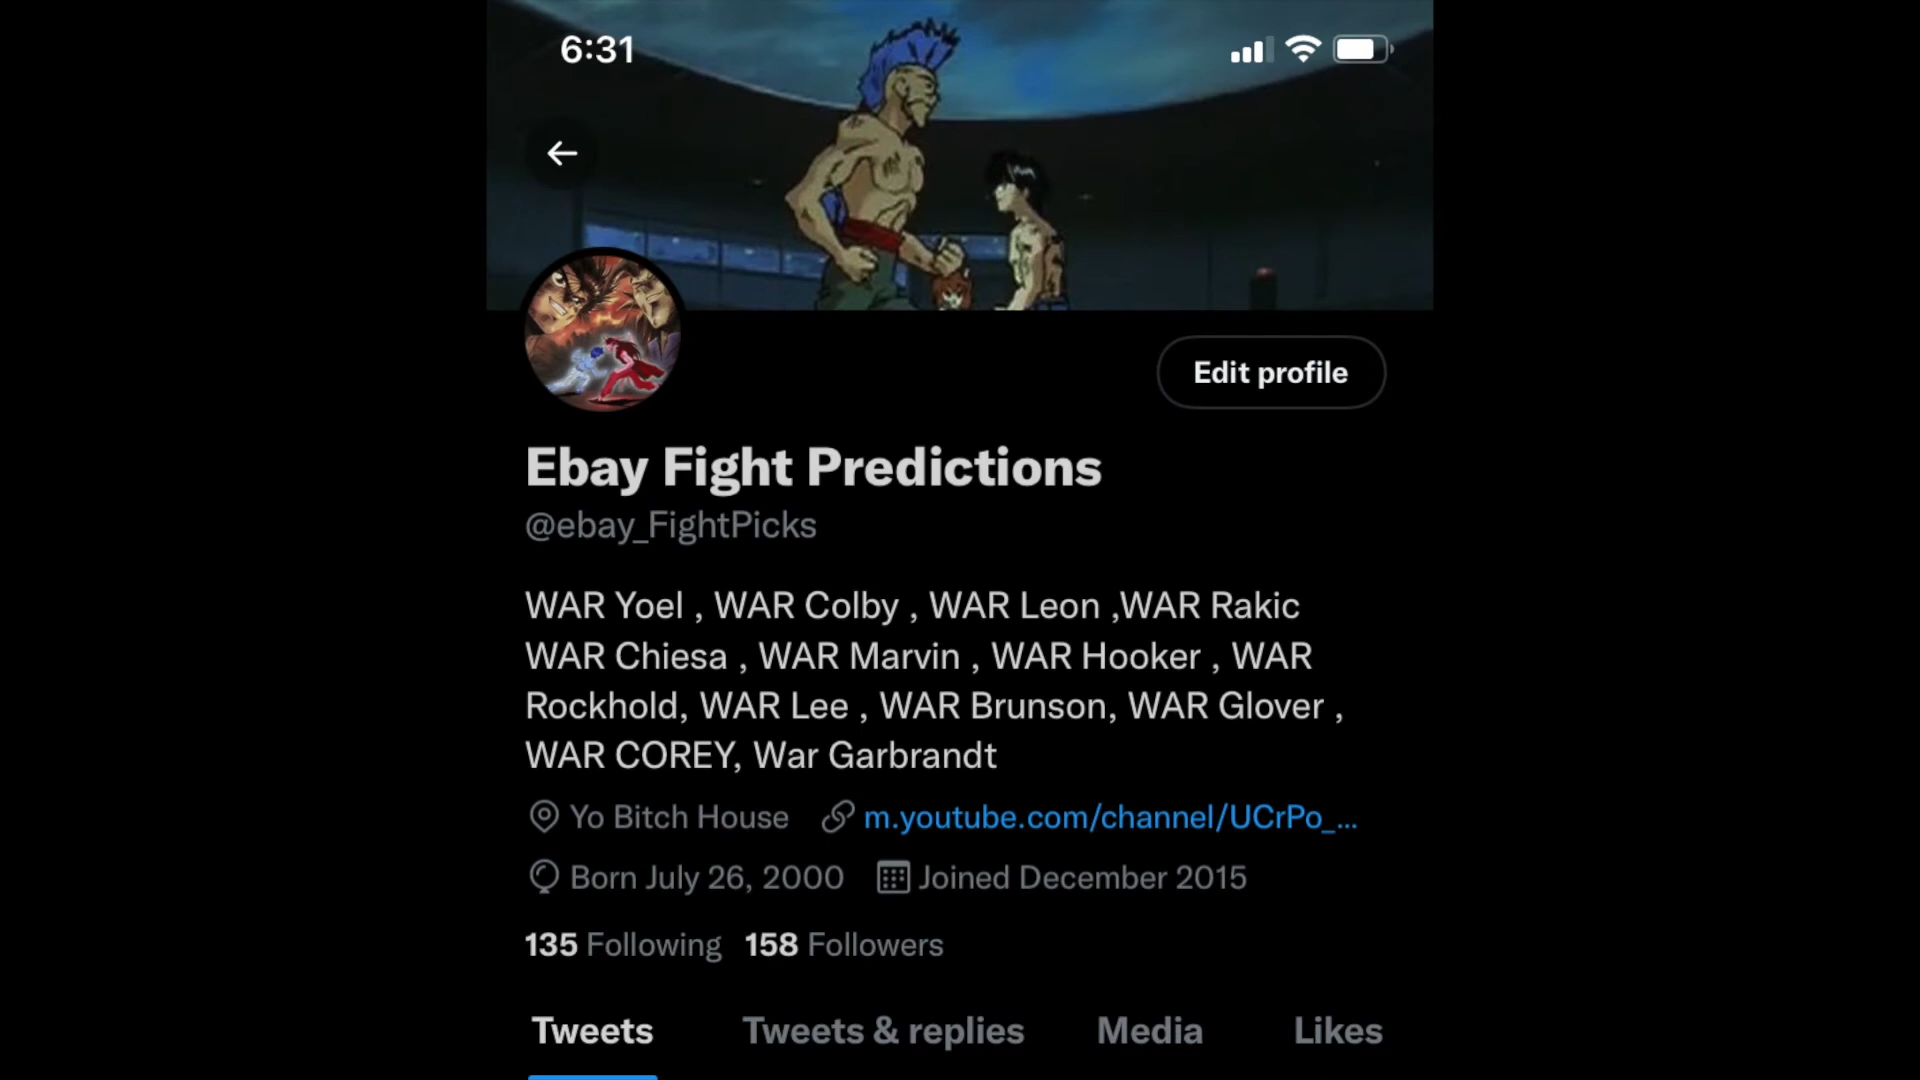 6:31
Edit profile
Ebay Fight Predictions
@ebay_FightPicks
WAR Yoel , WAR Colby , WAR Leon ,WAR Rakic
WAR Chiesa , WAR Marvin , WAR Hooker , WAR
Rockhold, WAR Lee , WAR Brunson, WAR Glover ,
WAR COREY, War Garbrandt
Yo Bitch House m.youtube.com/channel/UCrPo_...
Born July 26, 2000 Joined December 2015
135 Following 158 Followers
Tweets Tweets & replies Media Likes